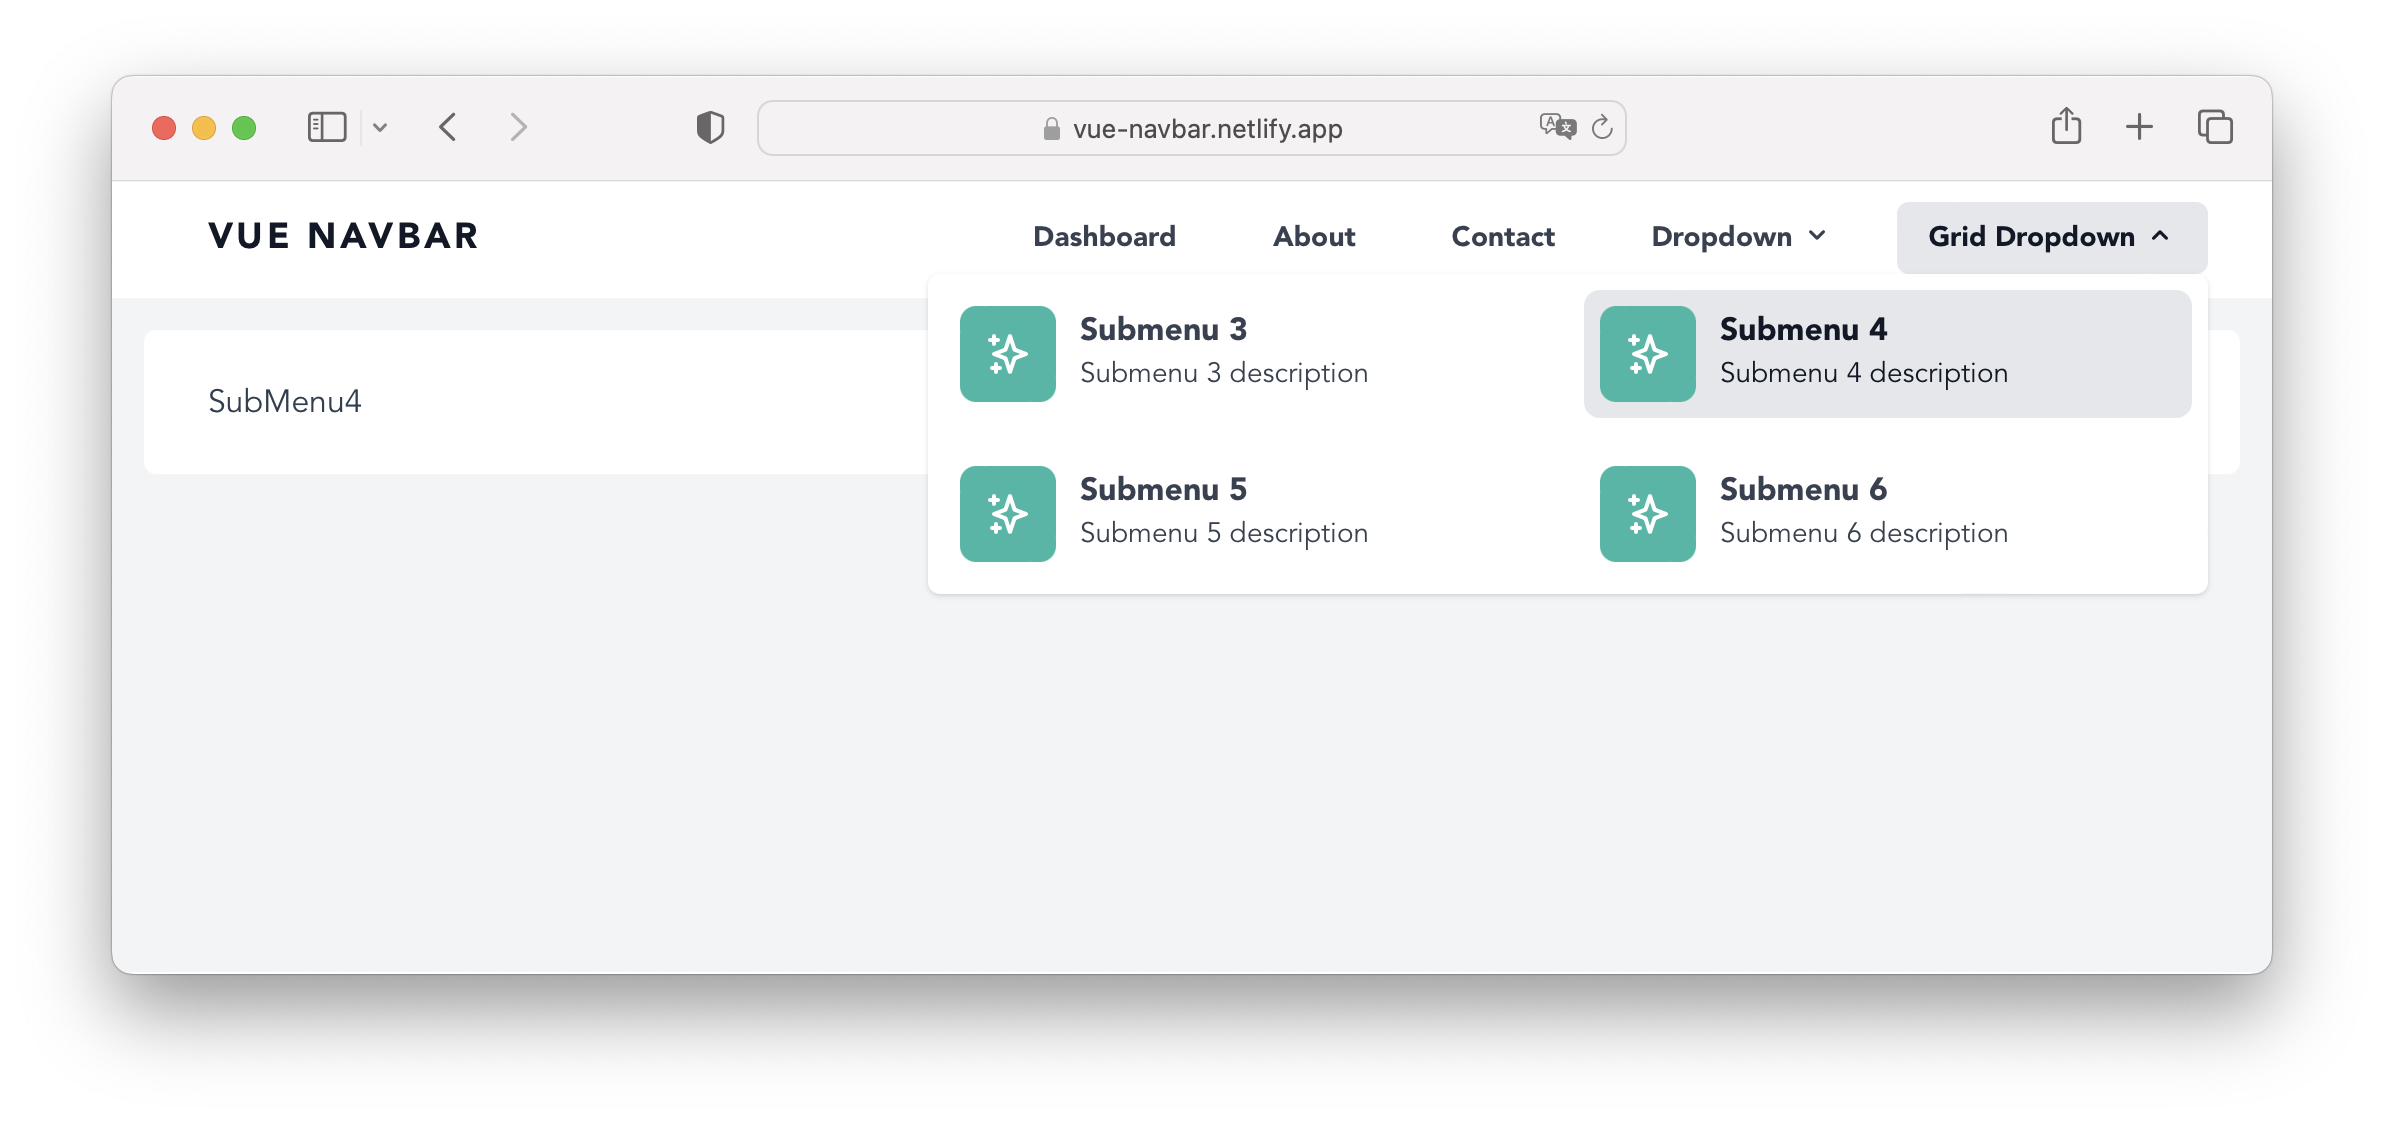 vue-navbar.netlify.app
VUE NAVBAR
Dashboard
About
Contact
Dropdown
Grid Dropdown
Submenu 3
Submenu 3 description
Submenu 4
Submenu 4 description
SubMenu4
Submenu 5
Submenu 5 description
Submenu 6
Submenu 6 description